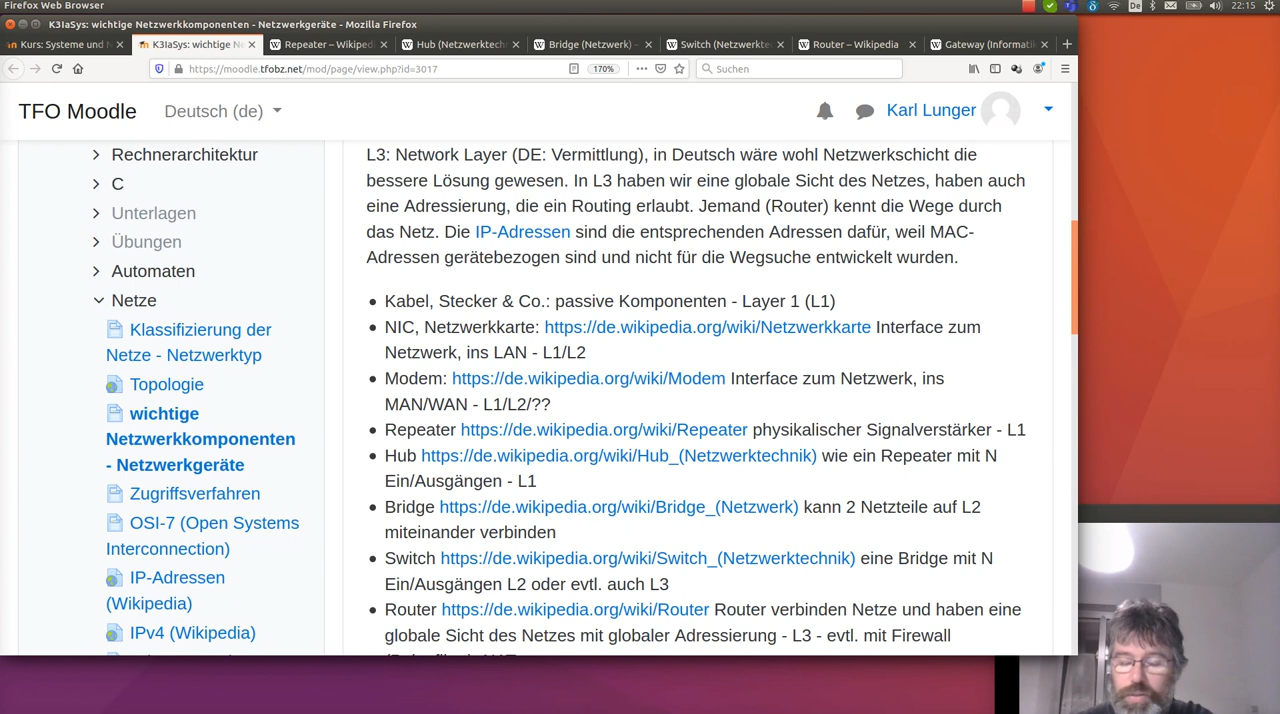 Firefox Web Browser
De
22:15
K3IaSys: wichtige Netzwerkkomponenten - Netzwerkgeräte - Mozilla Firefox
Kurs: Systeme und N
K3IaSys: wichtige Ne
Repeater – Wikiped
Hub (Netzwerktech
Bridge (Netzwerk) –
Switch (Netzwerkte
Router – Wikipedia
Gateway (Informati
https://moodle.tfobz.net/mod/page/view.php?id=3017
170%
Suchen
TFO Moodle
Deutsch (de)
Karl Lunger
Rechnerarchitektur
C
Unterlagen
Übungen
Automaten
Netze
Klassifizierung der
Netze - Netzwerktyp
Topologie
wichtige
Netzwerkkomponenten
- Netzwerkgeräte
Zugriffsverfahren
OSI-7 (Open Systems
Interconnection)
IP-Adressen
(Wikipedia)
IPv4 (Wikipedia)
L3: Network Layer (DE: Vermittlung), in Deutsch wäre wohl Netzwerkschicht die
bessere Lösung gewesen. In L3 haben wir eine globale Sicht des Netzes, haben auch
eine Adressierung, die ein Routing erlaubt. Jemand (Router) kennt die Wege durch
das Netz. Die IP-Adressen sind die entsprechenden Adressen dafür, weil MAC-
Adressen gerätebezogen sind und nicht für die Wegsuche entwickelt wurden.
Kabel, Stecker & Co.: passive Komponenten - Layer 1 (L1)
NIC, Netzwerkkarte: https://de.wikipedia.org/wiki/Netzwerkkarte Interface zum
Netzwerk, ins LAN - L1/L2
Modem: https://de.wikipedia.org/wiki/Modem Interface zum Netzwerk, ins
MAN/WAN - L1/L2/??
Repeater https://de.wikipedia.org/wiki/Repeater physikalischer Signalverstärker - L1
Hub https://de.wikipedia.org/wiki/Hub_(Netzwerktechnik) wie ein Repeater mit N
Ein/Ausgängen - L1
Bridge https://de.wikipedia.org/wiki/Bridge_(Netzwerk) kann 2 Netzteile auf L2
miteinander verbinden
Switch https://de.wikipedia.org/wiki/Switch_(Netzwerktechnik) eine Bridge mit N
Ein/Ausgängen L2 oder evtl. auch L3
Router https://de.wikipedia.org/wiki/Router Router verbinden Netze und haben eine
globale Sicht des Netzes mit globaler Adressierung - L3 - evtl. mit Firewall